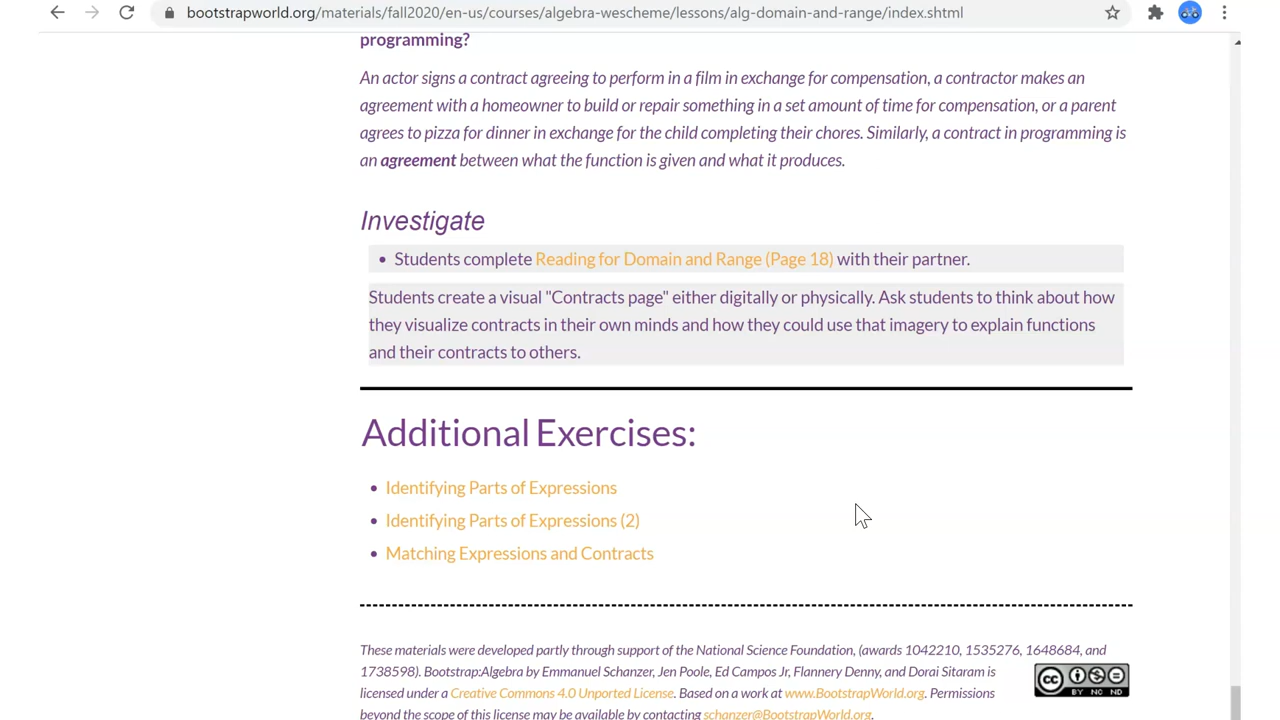 bootstrapworld.org/materials/fall2020/en-us/courses/algebra-wescheme/lessons/alg-domain-and-range/index.shtml
programming?
An actor signs a contract agreeing to perform in a film in exchange for compensation, a contractor makes an
agreement with a homeowner to build or repair something in a set amount of time for compensation, or a parent
agrees to pizza for dinner in exchange for the child completing their chores. Similarly, a contract in programming is
an agreement between what the function is given and what it produces.
Investigate
• Students complete Reading for Domain and Range (Page 18) with their partner.
Students create a visual "Contracts page" either digitally or physically. Ask students to think about how
they visualize contracts in their own minds and how they could use that imagery to explain functions
and their contracts to others.
Additional Exercises:
• Identifying Parts of Expressions
• Identifying Parts of Expressions (2)
• Matching Expressions and Contracts
These materials were developed partly through support of the National Science Foundation, (awards 1042210, 1535276, 1648684, and
1738598). Bootstrap:Algebra by Emmanuel Schanzer, Jen Poole, Ed Campos Jr, Flannery Denny, and Dorai Sitaram is
licensed under a Creative Commons 4.0 Unported License. Based on a work at www.BootstrapWorld.org. Permissions
beyond the scope of this license may be available by contacting schanzer@BootstrapWorld.org.
cc
BY NC ND